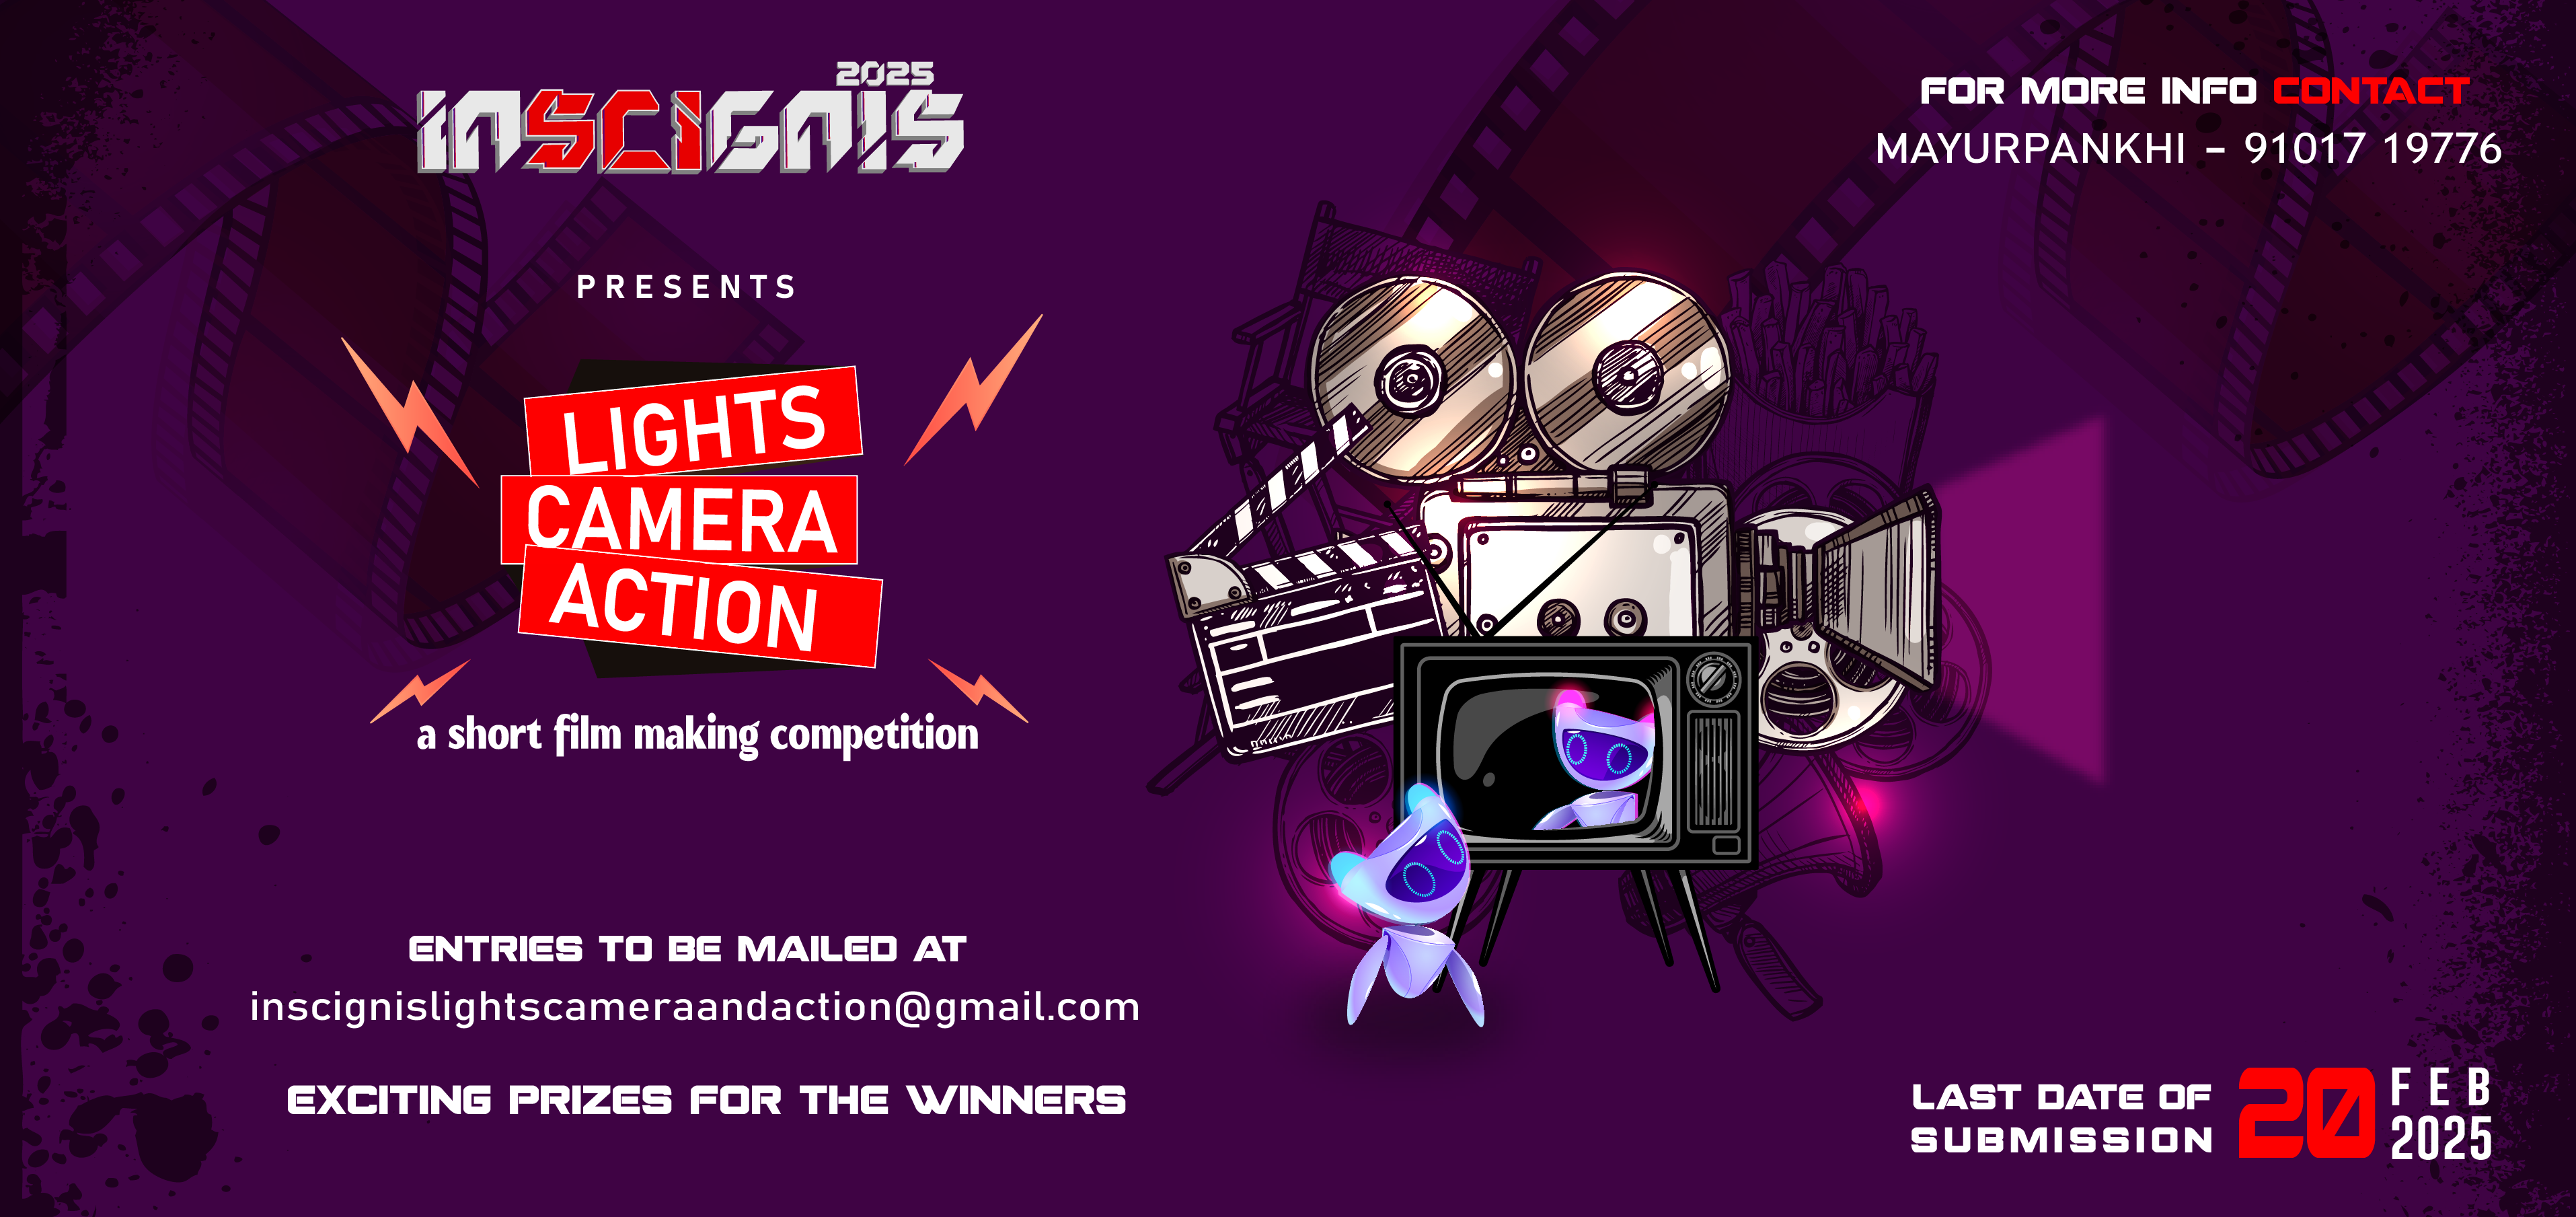 2025
inSCiGNIS
PRESENTS
LIGHTS
CAMERA
ACTION
a short film making competition
ENTRIES TO BE MAILED AT
inscignislightscameraandaction@gmail.com
EXCITING PRIZES FOR THE WINNERS
FOR MORE INFO CONTACT
MAYURPANKHI - 91017 19776
LAST DATE OF
SUBMISSION
20
FEB
2025